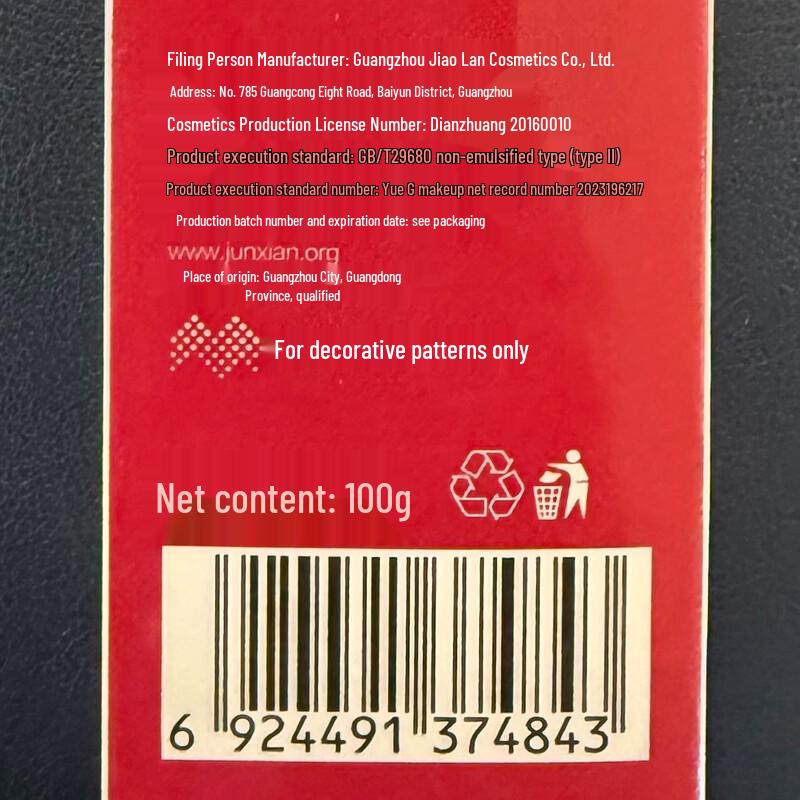 Filing Person Manufacturer: Guangzhou Jiao Lan Cosmetics Co., Ltd.
Address: No. 785 Guangcong Eight Road, Baiyun District, Guangzhou
Cosmetics Production License Number: Dianzhuang 20160010
Product execution standard: GB/T29680 non-emulsified type (type II)
Product execution standard number: Yue G makeup net record number 2023196217
Production batch number and expiration date: see packaging
www.junxian.org
Place of origin: Guangzhou City, Guangdong
Province, qualified
For decorative patterns only
Net content: 100g
6 924491 374843